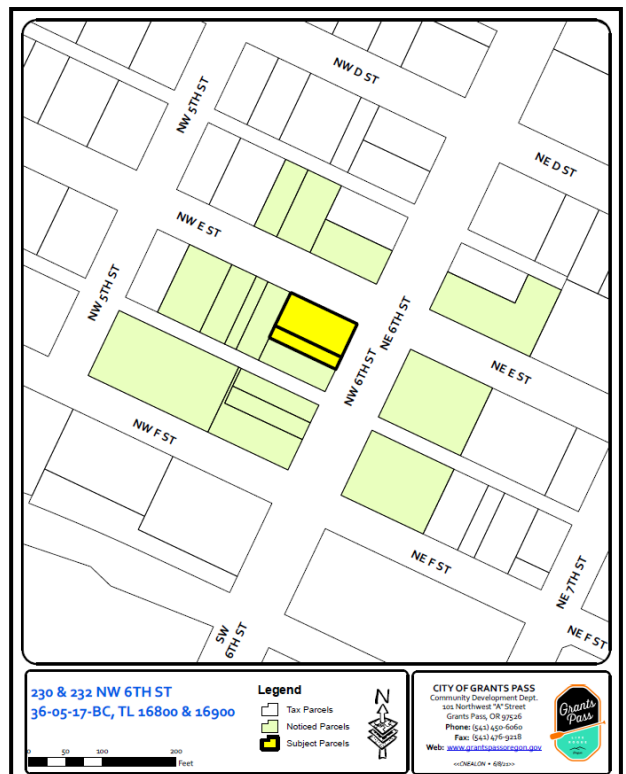 NW D ST
NW 5TH ST
NE D ST
NW E ST
NW 5TH ST
NE 6TH ST
NW 6TH ST
NE E ST
NW F ST
NE F ST
NE 7TH ST
SW
6TH ST
NE F ST
230 & 232 NW 6TH ST
36-05-17-BC, TL 16800 & 16900
0 50 100 200
Feet
Legend
Tax Parcels
Noticed Parcels
Subject Parcels
N
CITY OF GRANTS PASS
Community Development Dept.
101 Northwest "A" Street
Grants Pass, OR 97526
Phone: (541) 450-6060
Fax: (541) 476-9218
Web: www.grantspassoregon.gov
<<CNEALON • 6/8/21>>
Grants
Pass